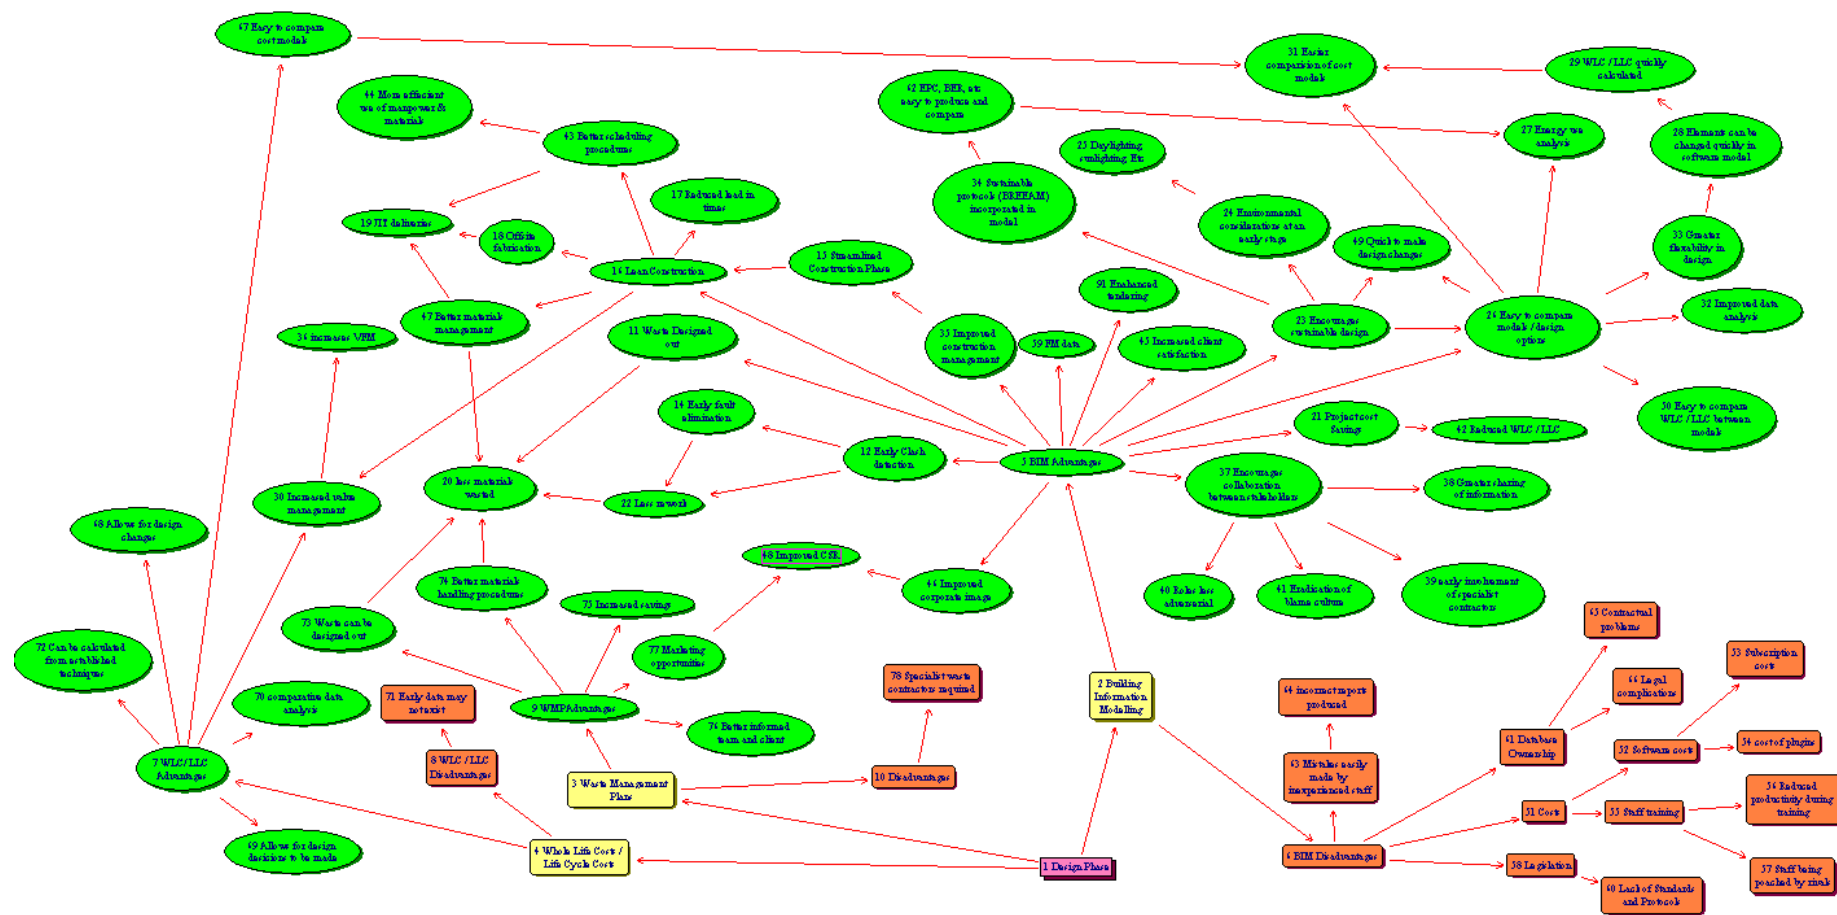 67 Easy to compare
cost models
31 Easier
comparision of cost
models
29 WLC / LLC quickly
calculated
44 More effecient
use of manpower &
materials
62 EPC, BER, etc
easy to produce and
compare
27 Energy use
analysis
28 Elements can be
changed quickly in
software model
43 Better scheduling
procedures
25 Daylighting,
sunlighting, Etc
34 Sustainable
protocols (BREEAM)
incorporated in
model
17 Reduced lead in
times
24 Environmental
considerations at an
early stage
19 JIT deliveries
18 Offsite
fabrication
49 Quick to make
design changes
33 Greater
flexability in
design
16 Lean Construction
15 Streamlined
Construction Phase
91 Enahanced
tendering
32 Improved data
analysis
47 Better materials
management
11 Waste Designed
out
36 increases VFM
35 Improved
construction
management
59 FM data
45 Increased client
satisfaction
23 Encourages
sustainable design
26 Easy to compare
models / design
options
14 Early fault
elimination
21 Project cost
Savings
42 Reduced WLC / LLC
50 Easy to compare
WLC / LLC between
models
12 Early Clash
detection
5 BIM Advantages
20 less materials
wasted
30 Increased value
management
22 Less rework
37 Encourages
collaboration
between stakeholders
38 Greater sharing
of information
68 Allows for design
changes
48 Improved CSR
74 Better materials
handling procedures
75 Increased savings
46 Improved
corporate image
40 Roles less
adversarial
41 Eradication of
blame culture
39 early involvement
of specialist
contractors
73 Waste can be
designed out
65 Contractual
problems
72 Can be calculated
from established
techniques
77 Marketing
opportunities
53 Subscription
costs
70 comparative data
analysis
71 Early data may
not exist
78 Specialist waste
contractors required
2 Building
Information
Modelling
64 incorrect reports
produsced
66 Legal
complications
9 WMP Advantages
76 Better informed
team and client
61 Database
Ownership
52 Software costs
54 cost of plugins
7 WLC/ LLC
Advantages
8 WLC / LLC
Disadvantages
3 Waste Management
Plans
10 Disadvantages
63 Mistakes easily
made by
inexperienced staff
51 Costs
55 Staff training
56 Reduced
productivity during
training
69 Allows for design
desisions to be made
4 Whole Life Costs /
Life Cycle Costs
1 Design Phase
6 BIM Disadvantages
58 Legislation
57 Staff being
poached by rivals
60 Lack of Standards
and Protocols